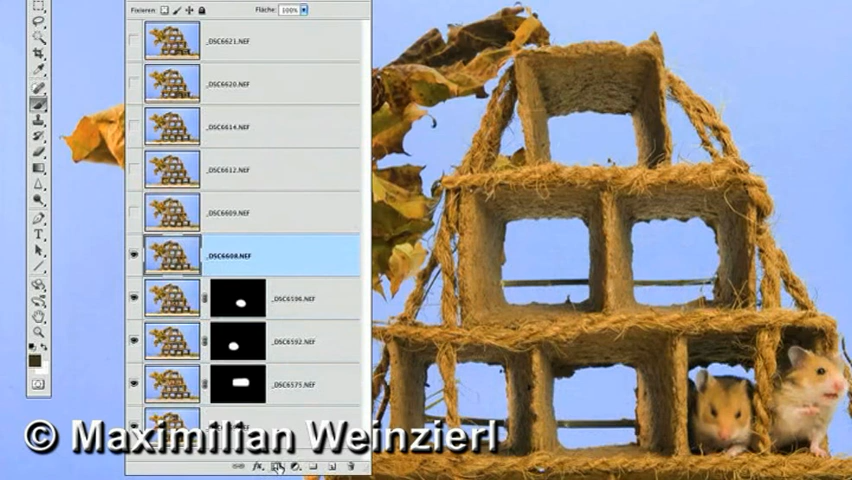 Fixieren:
Fläche: 100%
_DSC6621.NEF
_DSC6620.NEF
_DSC6614.NEF
_DSC6612.NEF
_DSC6609.NEF
_DSC6608.NEF
_DSC6596.NEF
_DSC6592.NEF
_DSC6575.NEF
© Maximilian Weinzierl